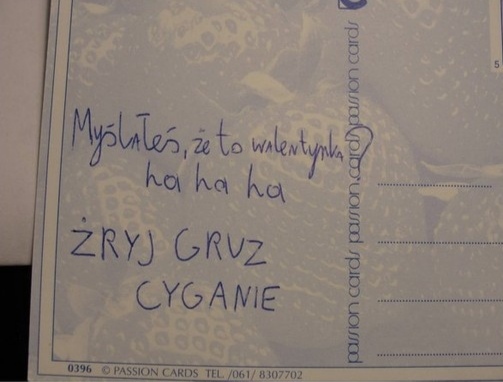 Myślałeś, że to walentynka?
ha ha ha
ŻRYJ GRUZ
CYGANIE
passion cards passion cards passion cards
5
0396 © PASSION CARDS TEL. /061/ 8307702